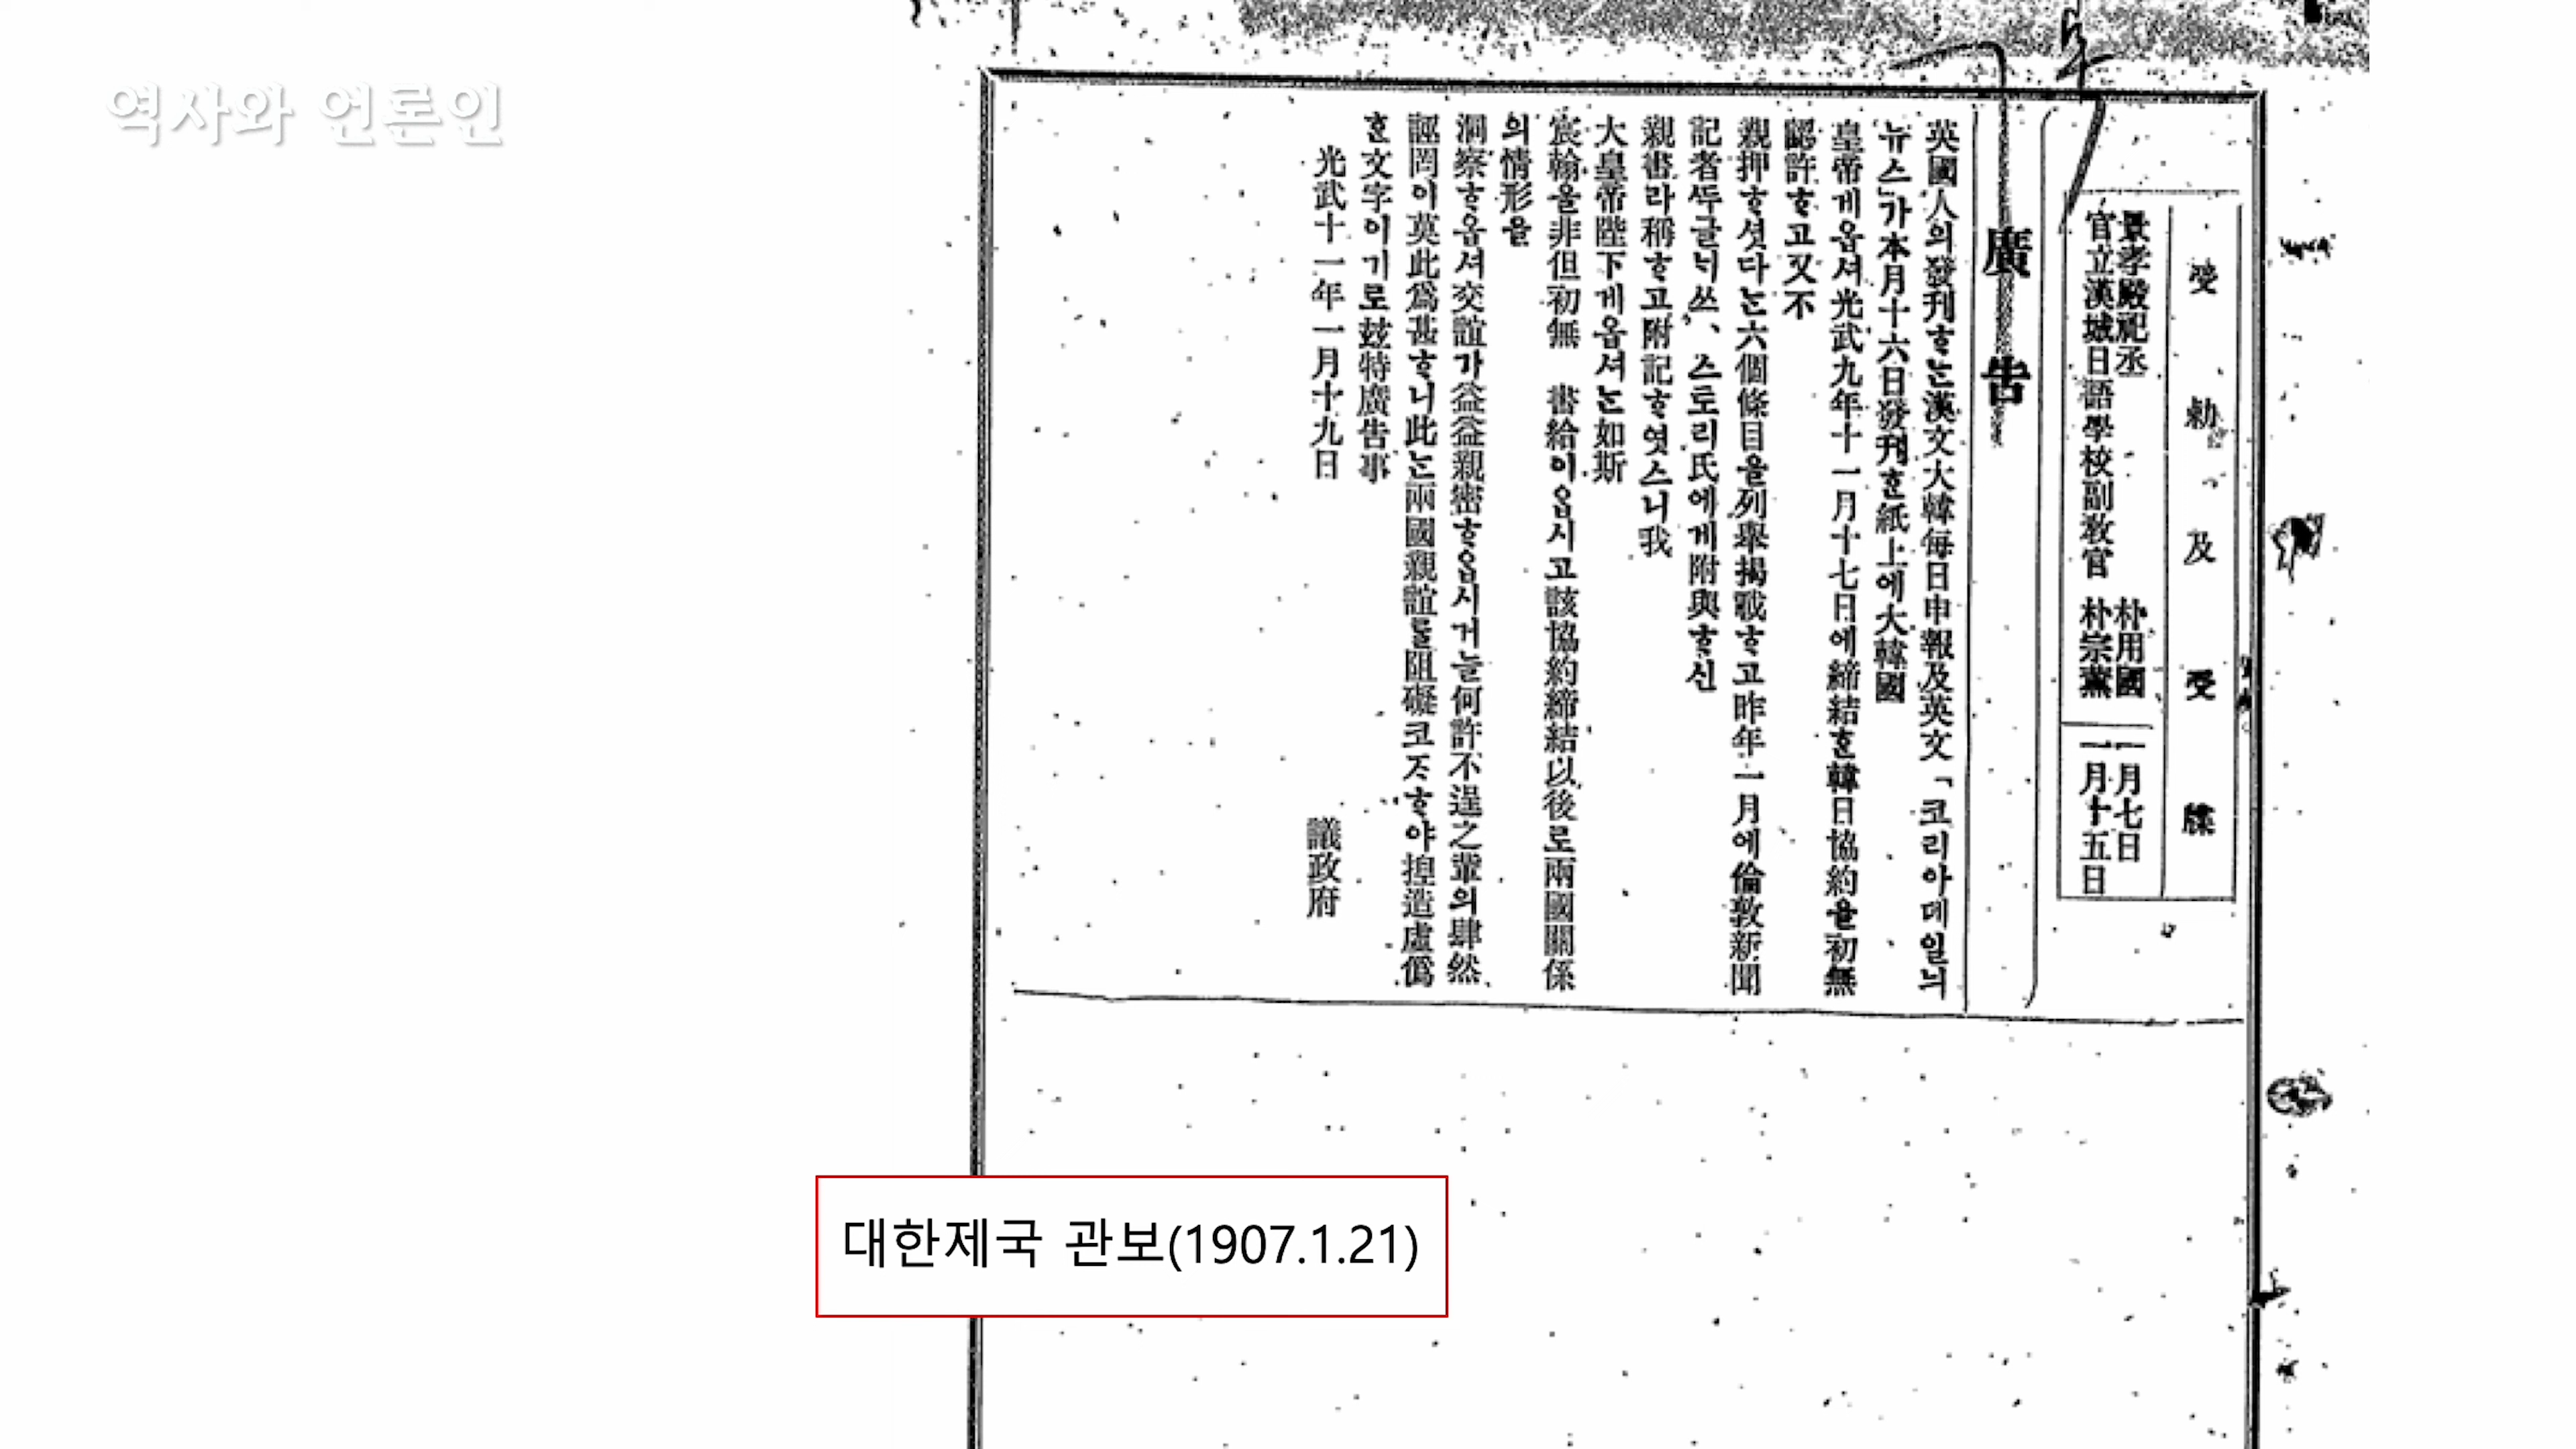 역사와 언론인
受勅及受牒
景孝殿祀丞 朴用國 一月七日
官立漢城日語學校副教官 朴宗薰 一月十五日
廣告
英國人의發刊ᄒᆞᄂᆞᆫ漢文大韓每日申報及英文「코리아데일늬
뉴스」가本月十六日發刊ᄒᆞᆫ紙上에大韓國
皇帝게옵셔光武九年十一月十七日에締結ᄒᆞᆫ韓日協約을初無
認許ᄒᆞ고又不
親押ᄒᆞ셧다ᄂᆞᆫ六個條目을列擧揭載ᄒᆞ고昨年一月에倫敦新聞
記者ᄯᅮ글늬쓰、스토리氏에게附與ᄒᆞ신
親書라稱ᄒᆞ고附記ᄒᆞ엿스니我
大皇帝陛下게옵셔ᄂᆞᆫ如斯
宸翰을非但初無 書給이옵시고該協約締結以後로兩國關係
의情形을
洞察ᄒᆞ옵셔交誼가益益親密ᄒᆞ옵시거늘何許不逞之輩의肆然
誣罔이莫此爲甚ᄒᆞ니此ᄂᆞᆫ兩國親誼를阻礙코ᄌᆞᄒᆞ야揑造虛僞
ᄒᆞᆫ文字이기로玆特廣告事
光武十一年一月十九日
議政府
대한제국 관보(1907.1.21)